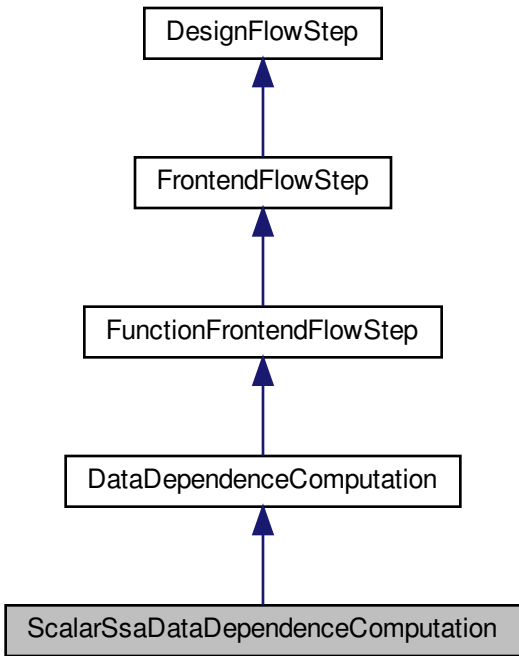 DesignFlowStep
FrontendFlowStep
FunctionFrontendFlowStep
DataDependenceComputation
ScalarSsaDataDependenceComputation